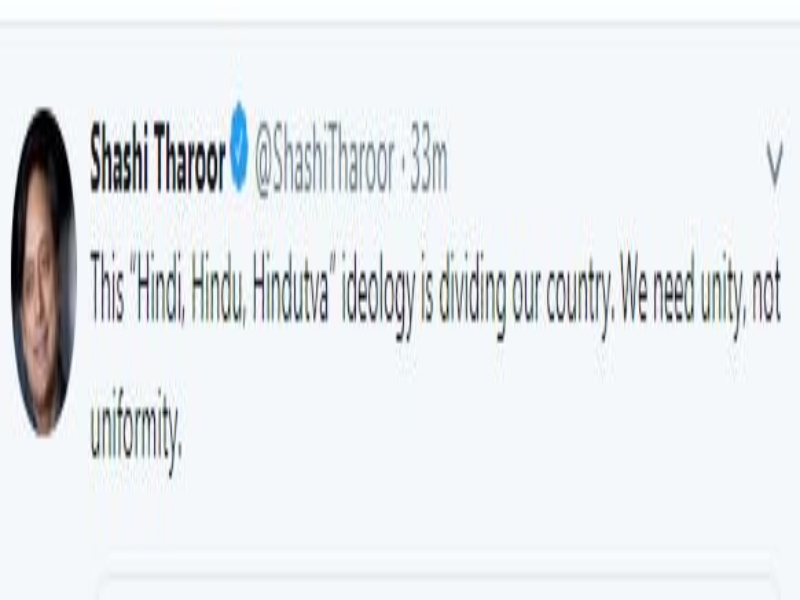 Shashi Tharoor @ShashiTharoor · 33m
This “Hindi, Hindu, Hindutva” ideology is dividing our country. We need unity, not
uniformity.